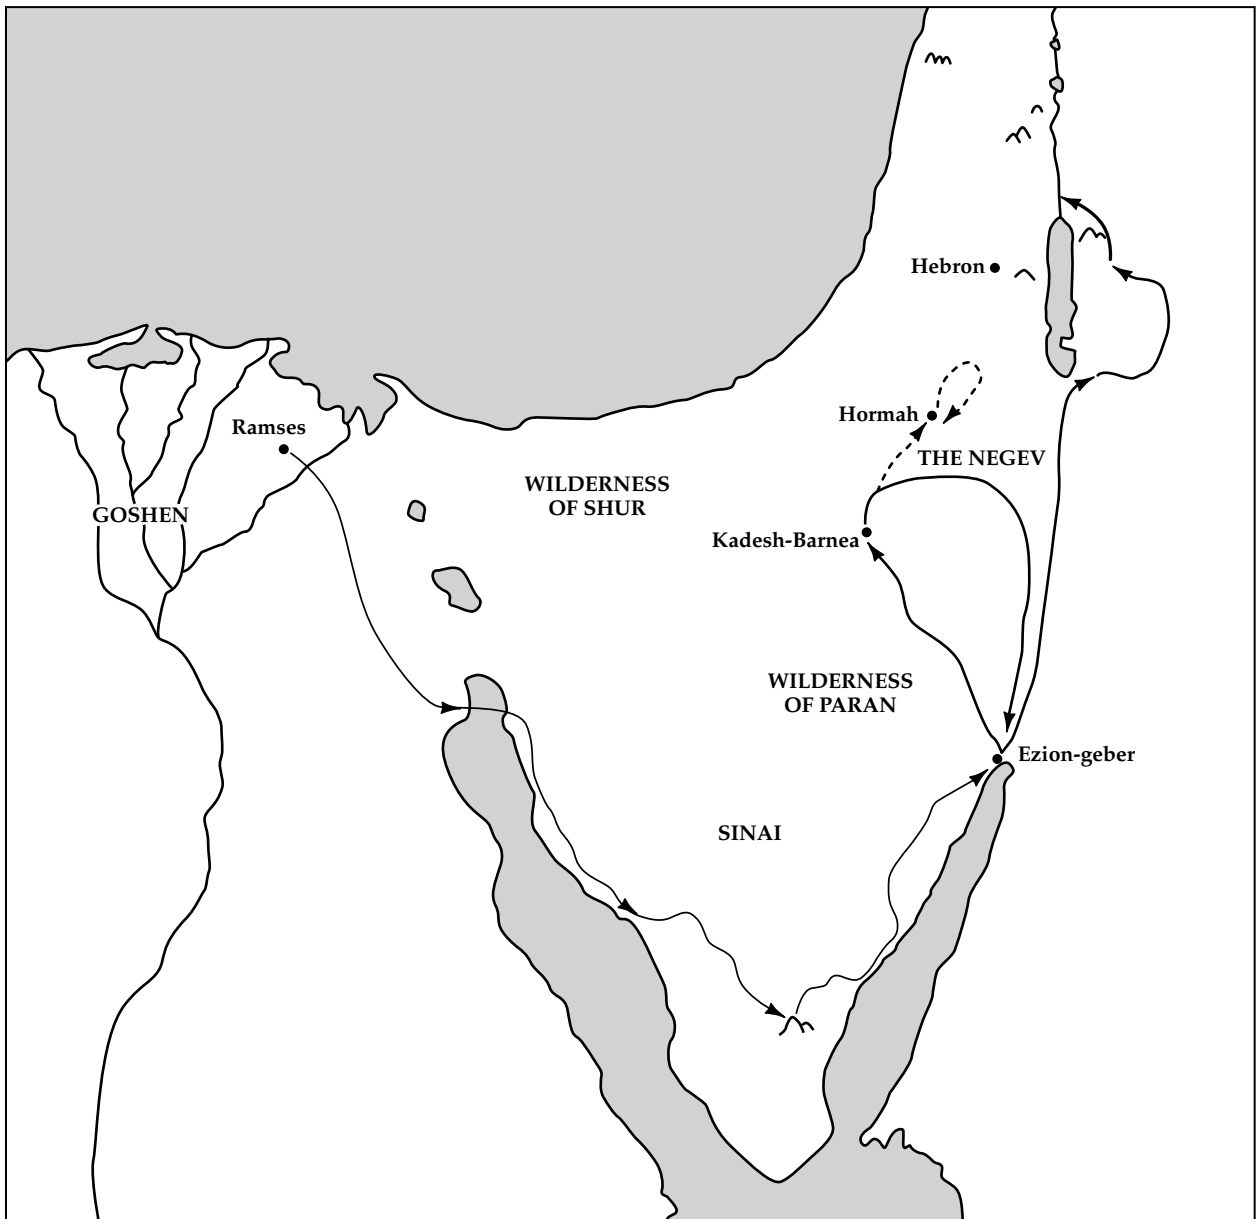 Hebron
Hormah
Ramses
THE NEGEV
WILDERNESS
OF SHUR
GOSHEN
Kadesh-Barnea
WILDERNESS
OF PARAN
Ezion-geber
SINAI